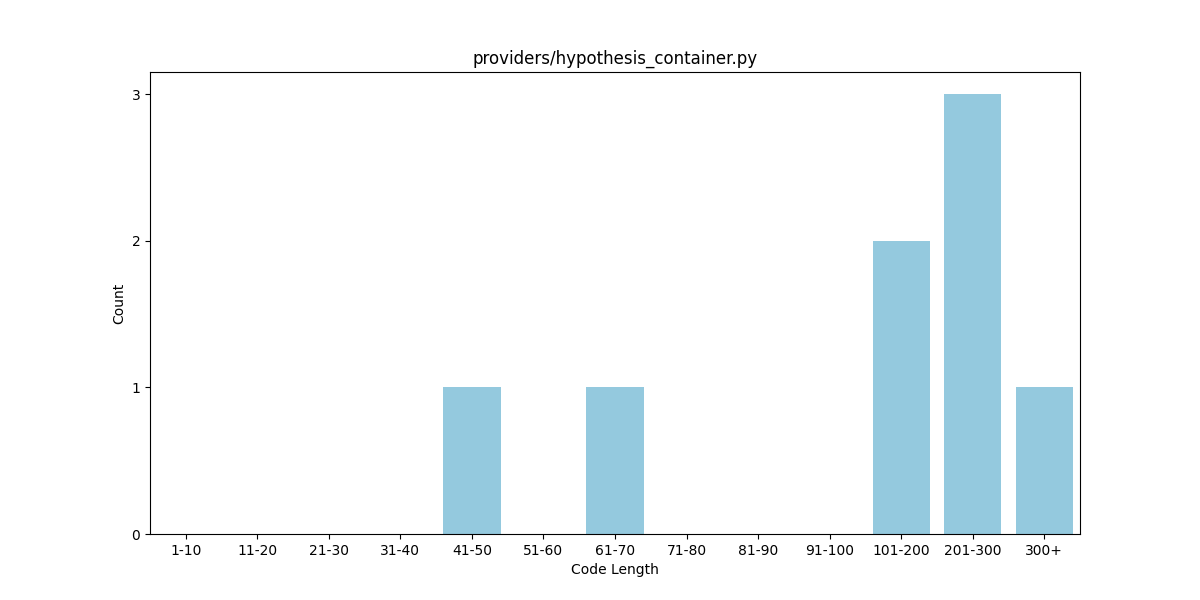 providers/hypothesis_container.py
3
2
1
0
Count
1-10 11-20 21-30 31-40 41-50 51-60 61-70 71-80 81-90 91-100 101-200 201-300 300+
Code Length